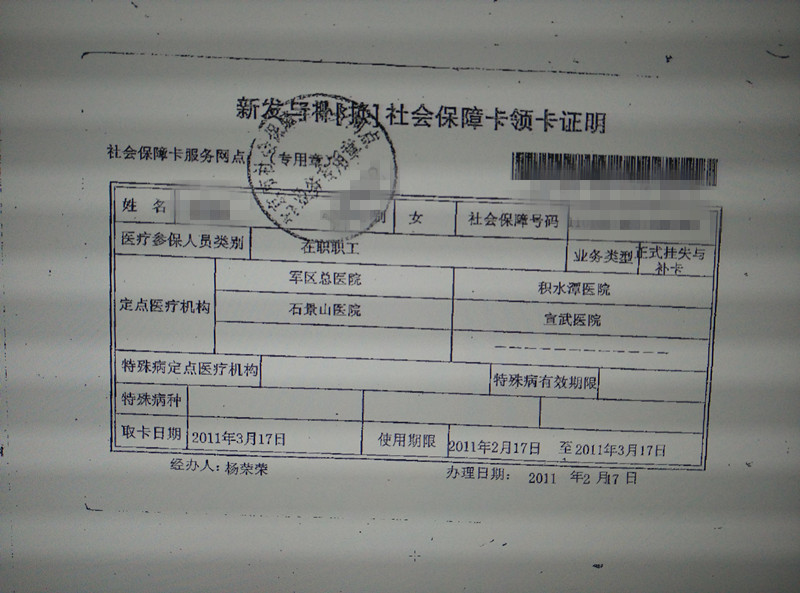 新发与补[换]社会保障卡领卡证明
社会保障卡服务网点 (专用章)
姓 名 别 女 社会保障号码
医疗参保人员类别 在职职工 业务类型 正式挂失与补卡
定点医疗机构 军区总医院 积水潭医院
石景山医院 宣武医院
特殊病定点医疗机构 特殊病有效期限
特殊病种
取卡日期 2011年3月17日 使用期限 2011年2月17日 至2011年3月17日
经办人: 杨荣荣 办理日期: 2011 年2月17日